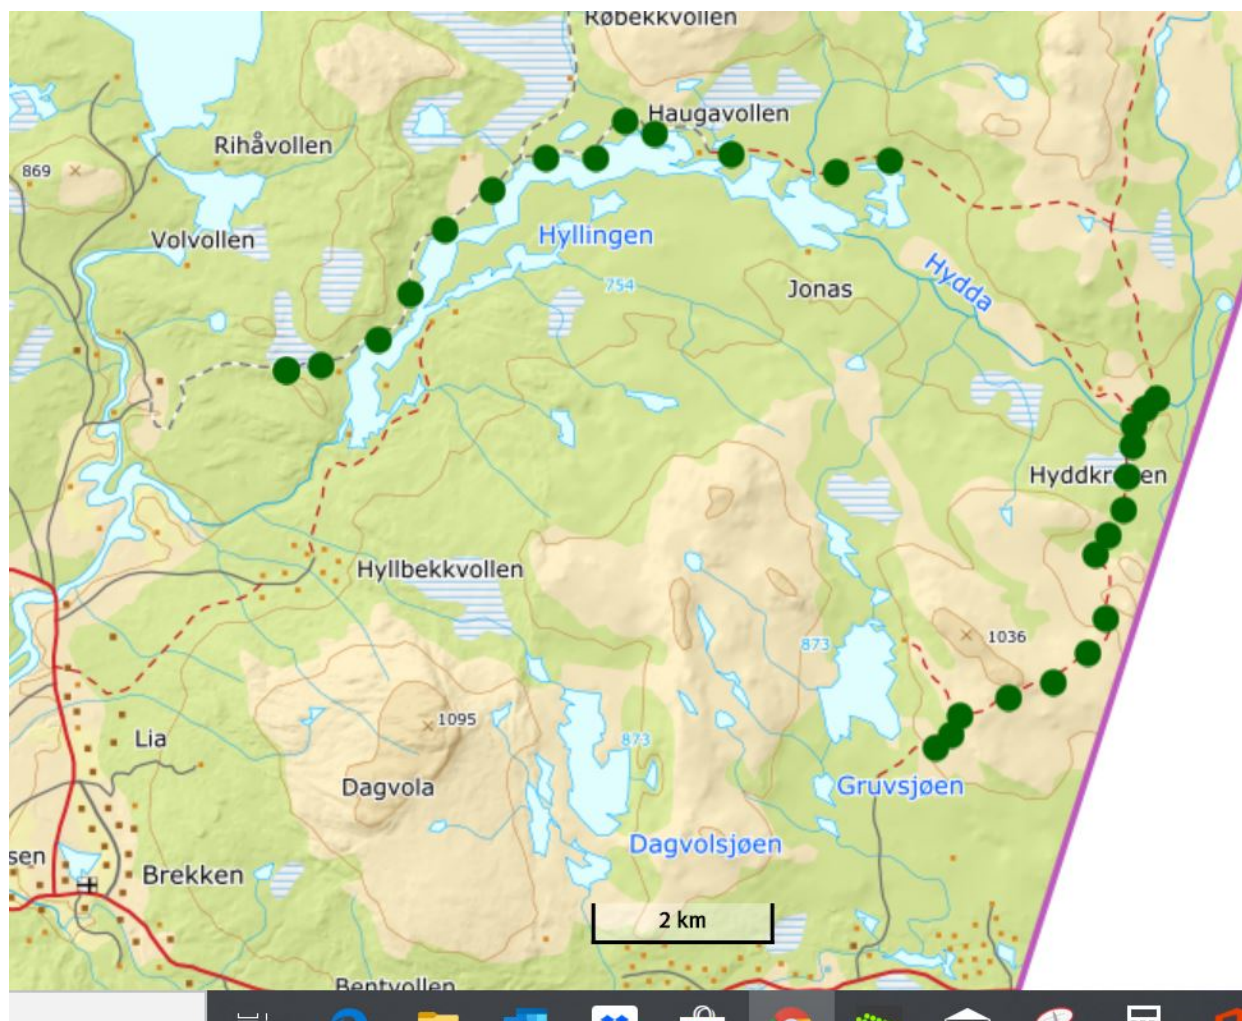 Røbekkvollen
Haugavollen
Rihåvollen
869
Volvollen
Hyllingen
Hydda
754
Jonas
Hyllbekkvollen
873
1036
1095
Lia
873
Dagvola
Gruvsjøen
Dagvolsjøen
sen
Brekken
2 km
Bentvollen